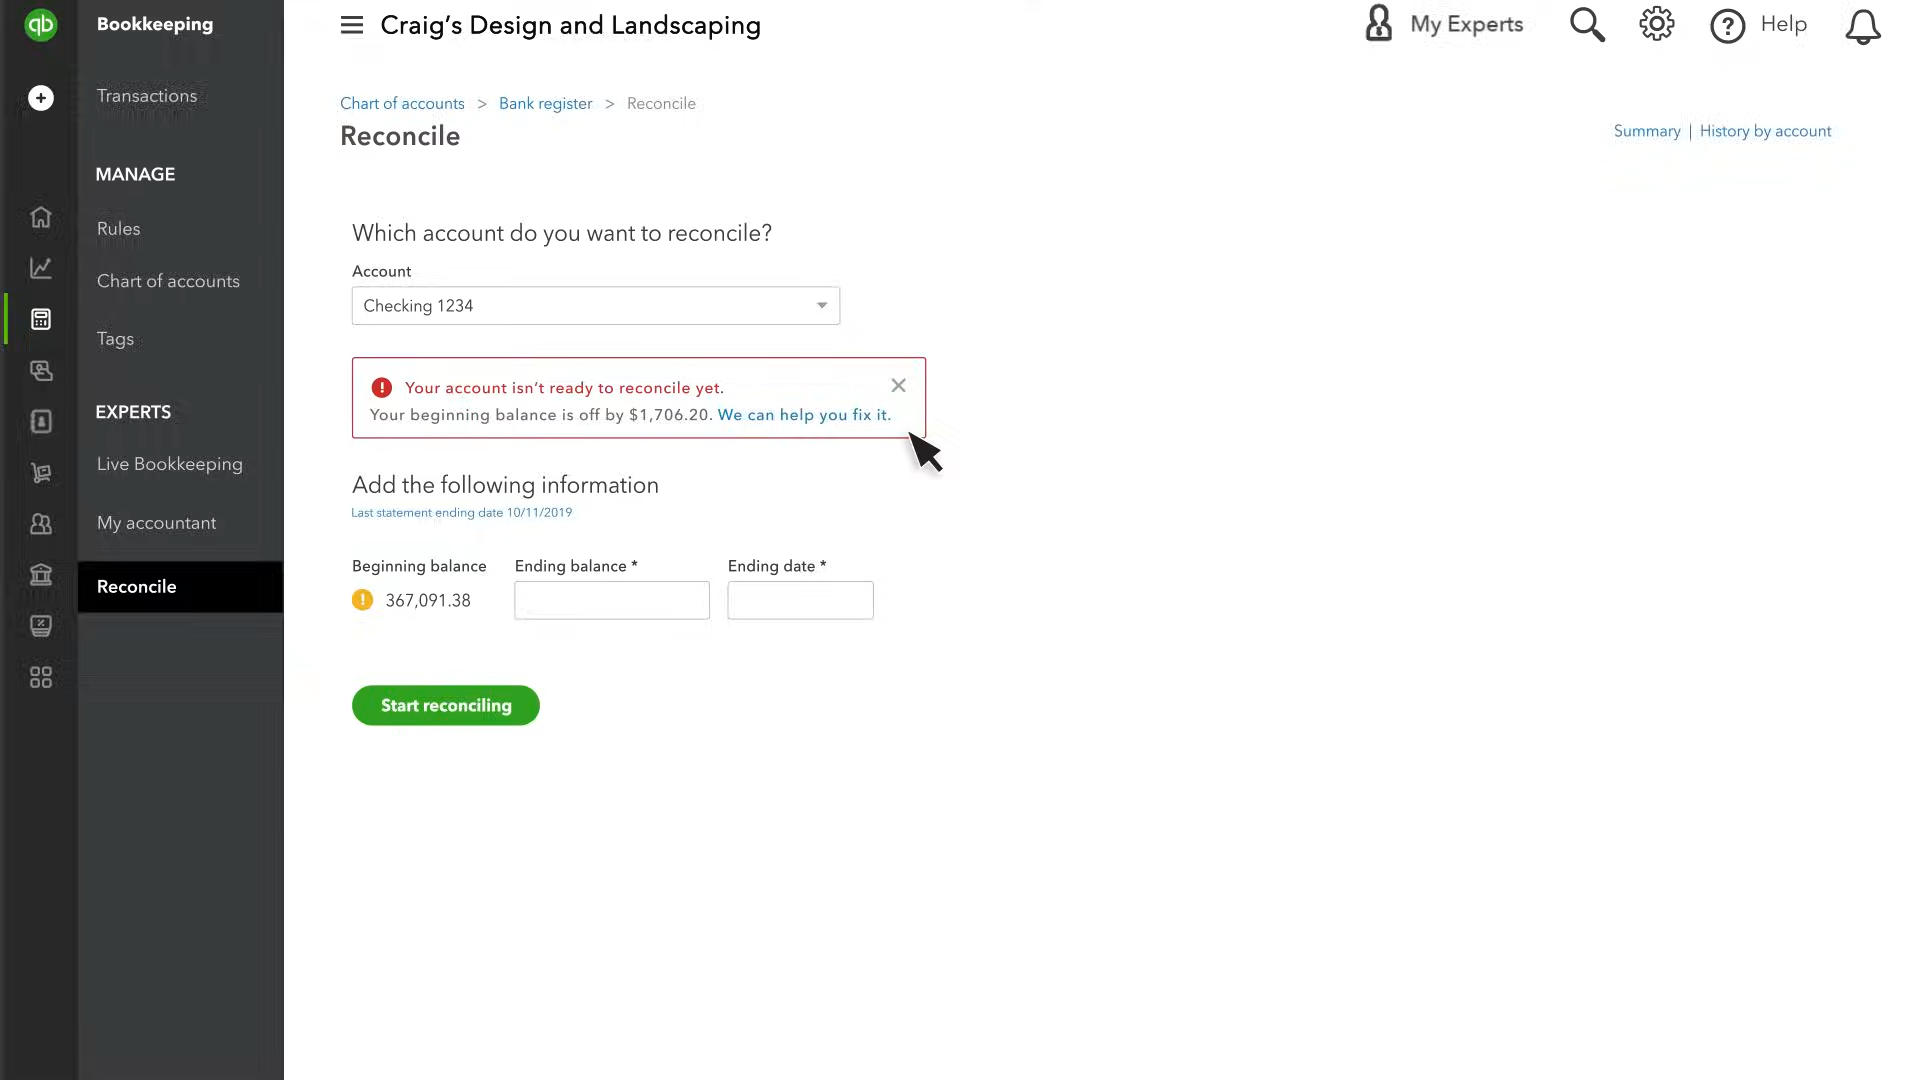 qb
Bookkeeping
Craig’s Design and Landscaping
My Experts
Help
Transactions
MANAGE
Rules
Chart of accounts
Tags
EXPERTS
Live Bookkeeping
My accountant
Reconcile
Chart of accounts > Bank register > Reconcile
Reconcile
Summary | History by account
Which account do you want to reconcile?
Account
Checking 1234
Your account isn’t ready to reconcile yet.
Your beginning balance is off by $1,706.20. We can help you fix it.
Add the following information
Last statement ending date 10/11/2019
Beginning balance Ending balance * Ending date *
367,091.38
Start reconciling